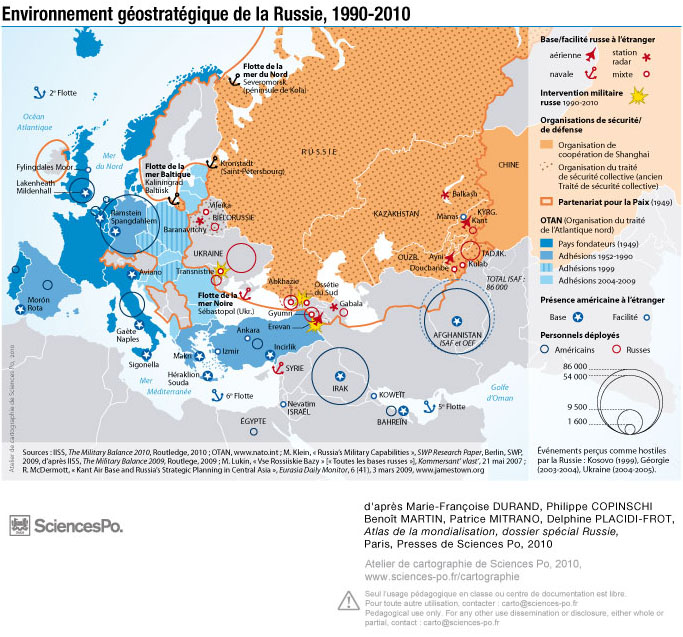 Environnement géostratégique de la Russie, 1990-2010
2e Flotte
Océan
Atlantique
Mer
du Nord
Flotte de la
mer du Nord
Severomorsk
(péninsule de Kola)
Fylingdales Moor
Lakenheath
Mildenhall
Flotte de la
mer Baltique
Kaliningrad
Baltisk
Kronstadt
(Saint-Pétersbourg)
RUSSIE
CHINE
Ramstein
Spangdahlem
Vileïka
BIÉLORUSSIE
Baranavitchy
UKRAINE
Transnistrie
Aviano
KAZAKHSTAN
Balkash
Manas
KYRG.
Kant
OUZB.
Ayni
TADJIK.
Douchanbe
Kulab
Morón
Rota
Flotte de la
mer Noire
Sébastopol (Ukr.)
Abkhazie
Ossétie
du Sud
Gabala
Gyumri
Erevan
TOTAL ISAF :
86 000
AFGHANISTAN
ISAF et OEF
Gaète
Naples
Sigonella
Ankara
Izmir
Incirlik
Makri
Héraklion
Souda
Mer
Méditerranée
6e Flotte
SYRIE
Nevatim
ISRAËL
ÉGYPTE
IRAK
KOWEÏT
BAHREÏN
5e Flotte
Golfe
d'Oman
Base/facilité russe à l'étranger
aérienne
station
radar
navale
mixte
Intervention militaire
russe 1990-2010
Organisations de sécurité/
de défense
Organisation de
coopération de Shanghai
Organisation du traité
de sécurité collective (ancien
Traité de sécurité collective)
Partenariat pour la Paix (1949)
OTAN (Organisation du traité
de l'Atlantique nord)
Pays fondateurs (1949)
Adhésions 1952-1990
Adhésions 1999
Adhésions 2004-2009
Présence américaine à l'étranger
Base
Facilité
Personnels déployés
Américains
Russes
86 000
54 000
9 500
1 600
Événements perçus comme hostiles
par la Russie : Kosovo (1999), Géorgie
(2003-2004), Ukraine (2004-2005).
Atelier de cartographie de Sciences Po, 2010
Sources : IISS, The Military Balance 2010, Routledge, 2010 ; OTAN, www.nato.int ; M. Klein, « Russia's Military Capabilities », SWP Research Paper, Berlin, SWP,
2009, d'après IISS, The Military Balance 2009, Routlege, 2009 ; M. Lukin, « Vse Rossiiskie Bazy » [« Toutes les bases russes »], Kommersant' vlast', 21 mai 2007 ;
R. McDermott, « Kant Air Base and Russia's Strategic Planning in Central Asia », Eurasia Daily Monitor, 6 (41), 3 mars 2009, www.jamestown.org
SciencesPo.
d'après Marie-Françoise DURAND, Philippe COPINSCHI
Benoît MARTIN, Patrice MITRANO, Delphine PLACIDI-FROT,
Atlas de la mondialisation, dossier spécial Russie,
Paris, Presses de Sciences Po, 2010
Atelier de cartographie de Sciences Po, 2010,
www.sciences-po.fr/cartographie
Seul l'usage pédagogique en classe ou centre de documentation est libre.
Pour toute autre utilisation, contacter : carto@sciences-po.fr
Pedagogical use only. For any other use dissemination or disclosure, either whole or
partial, contact : carto@sciences-po.fr